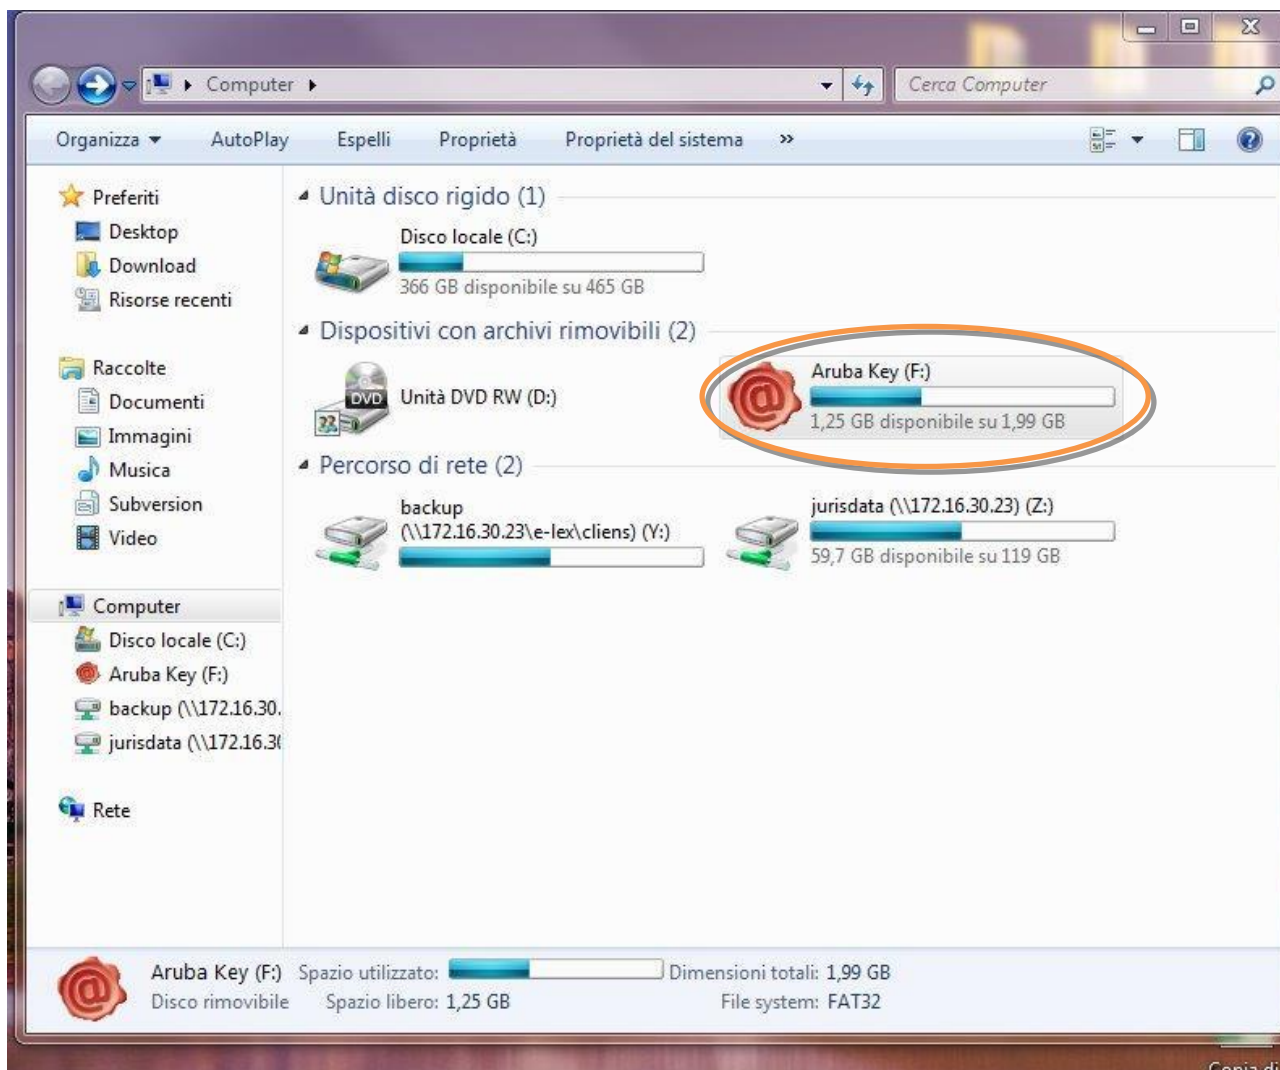 Computer
Cerca Computer
Organizza
AutoPlay
Espelli
Proprietà
Proprietà del sistema
»
Preferiti
Desktop
Download
Risorse recenti
Raccolte
Documenti
Immagini
Musica
Subversion
Video
Computer
Disco locale (C:)
Aruba Key (F:)
backup (\\172.16.30.
jurisdata (\\172.16.30
Rete
Unità disco rigido (1)
Disco locale (C:)
366 GB disponibile su 465 GB
Dispositivi con archivi rimovibili (2)
DVD
Unità DVD RW (D:)
Aruba Key (F:)
1,25 GB disponibile su 1,99 GB
Percorso di rete (2)
backup
(\\172.16.30.23\e-lex\cliens) (Y:)
jurisdata (\\172.16.30.23) (Z:)
59,7 GB disponibile su 119 GB
Aruba Key (F:) Spazio utilizzato: Dimensioni totali: 1,99 GB
Disco rimovibile Spazio libero: 1,25 GB File system: FAT32